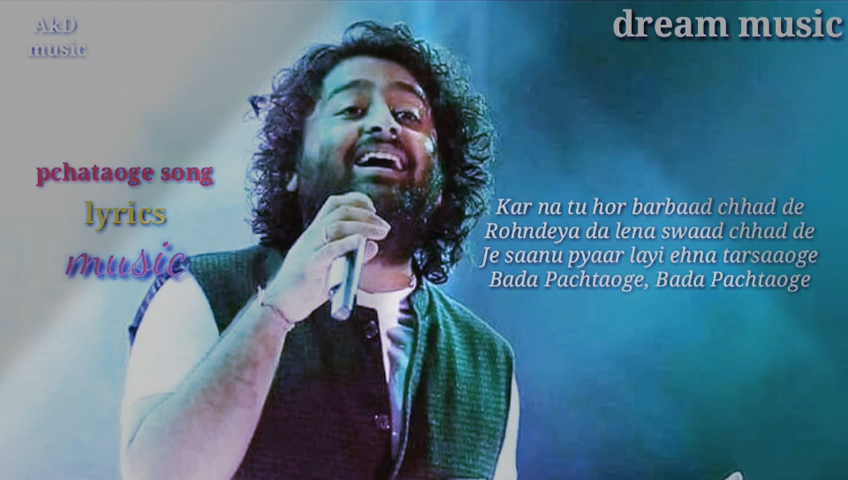 AkD
music
dream music
pchataoge song
lyrics
music
Kar na tu hor barbaad chhad de
Rohndeya da lena swaad chhad de
Je saanu pyaar layi ehna tarsaaoge
Bada Pachtaoge, Bada Pachtaoge